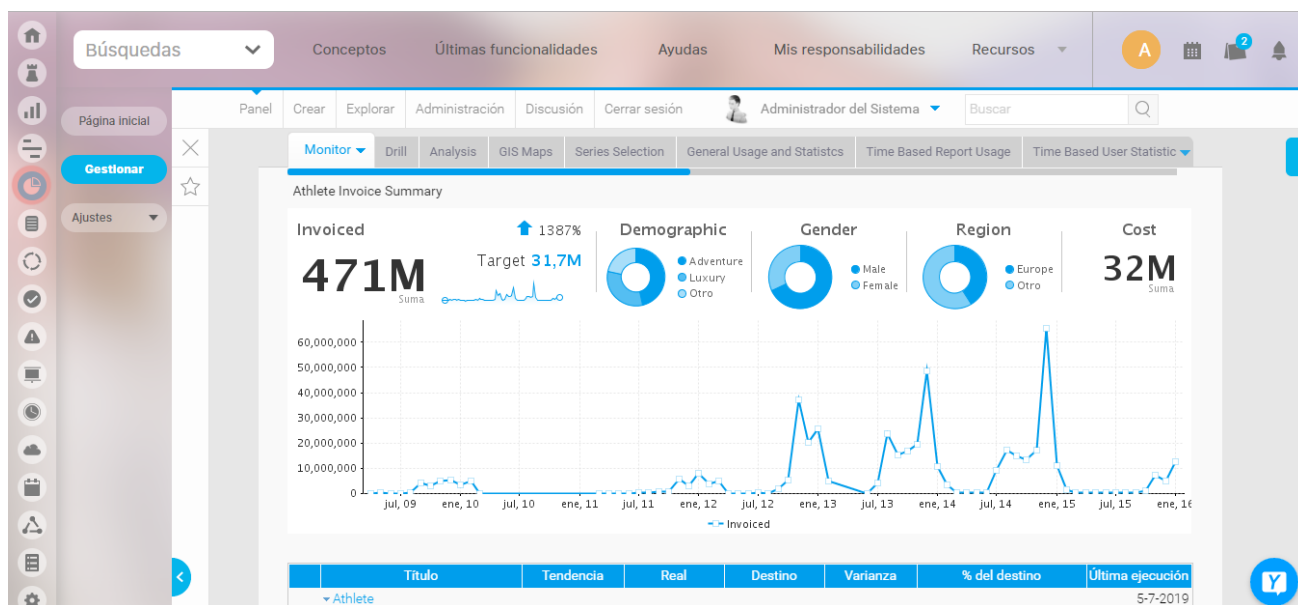 Búsquedas
Conceptos
Últimas funcionalidades
Ayudas
Mis responsabilidades
Recursos
A
2
Página inicial
Gestionar
Ajustes
Panel
Crear
Explorar
Administración
Discusión
Cerrar sesión
Administrador del Sistema
Buscar
Monitor
Drill
Analysis
GIS Maps
Series Selection
General Usage and Statistcs
Time Based Report Usage
Time Based User Statistic
Athlete Invoice Summary
Invoiced
1387%
471M
Suma
Target 31,7M
Demographic
Adventure
Luxury
Otro
Gender
Male
Female
Region
Europe
Otro
Cost
32M
Suma
60,000,000
50,000,000
40,000,000
30,000,000
20,000,000
10,000,000
0
jul, 09 ene, 10 jul, 10 ene, 11 jul, 11 ene, 12 jul, 12 ene, 13 jul, 13 ene, 14 jul, 14 ene, 15 jul, 15 ene, 16
Invoiced
Título Tendencia Real Destino Varianza % del destino Última ejecución
Athlete 5-7-2019
Y